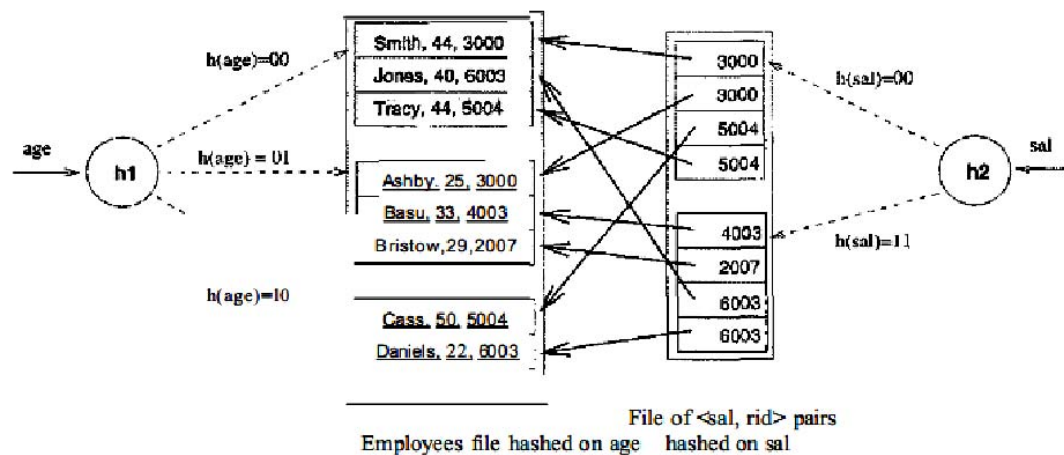 h(age)=00
age
h1
h(age) = 01
h(age)=l0
Smith, 44, 3000
Jones, 40, 6003
Tracy, 44, 5004
Ashby. 25, 3000
Basu, 33, 4003
Bristow,29,2007
Cass, 50, 5004
Daniels, 22, 6003
3000
3000
5004
5004
4003
2007
6003
6003
h(sal)=00
sal
h2
h(sal)=11
File of <sal, rid> pairs
Employees file hashed on age hashed on sal